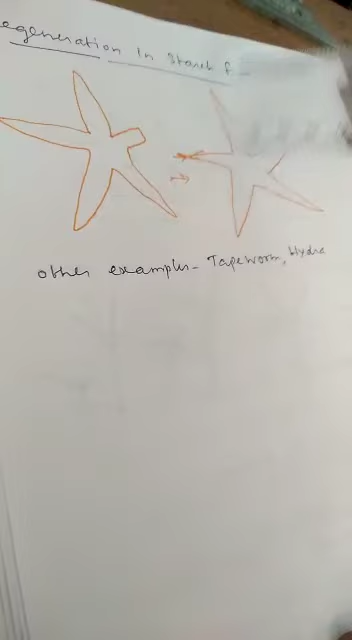 egeneration In Starch f
other examples - Tapeworm, Hydra